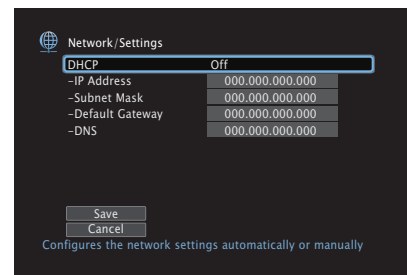 Network/Settings
DHCP Off
–IP Address 000.000.000.000
–Subnet Mask 000.000.000.000
–Default Gateway 000.000.000.000
–DNS 000.000.000.000
Save
Cancel
Configures the network settings automatically or manually